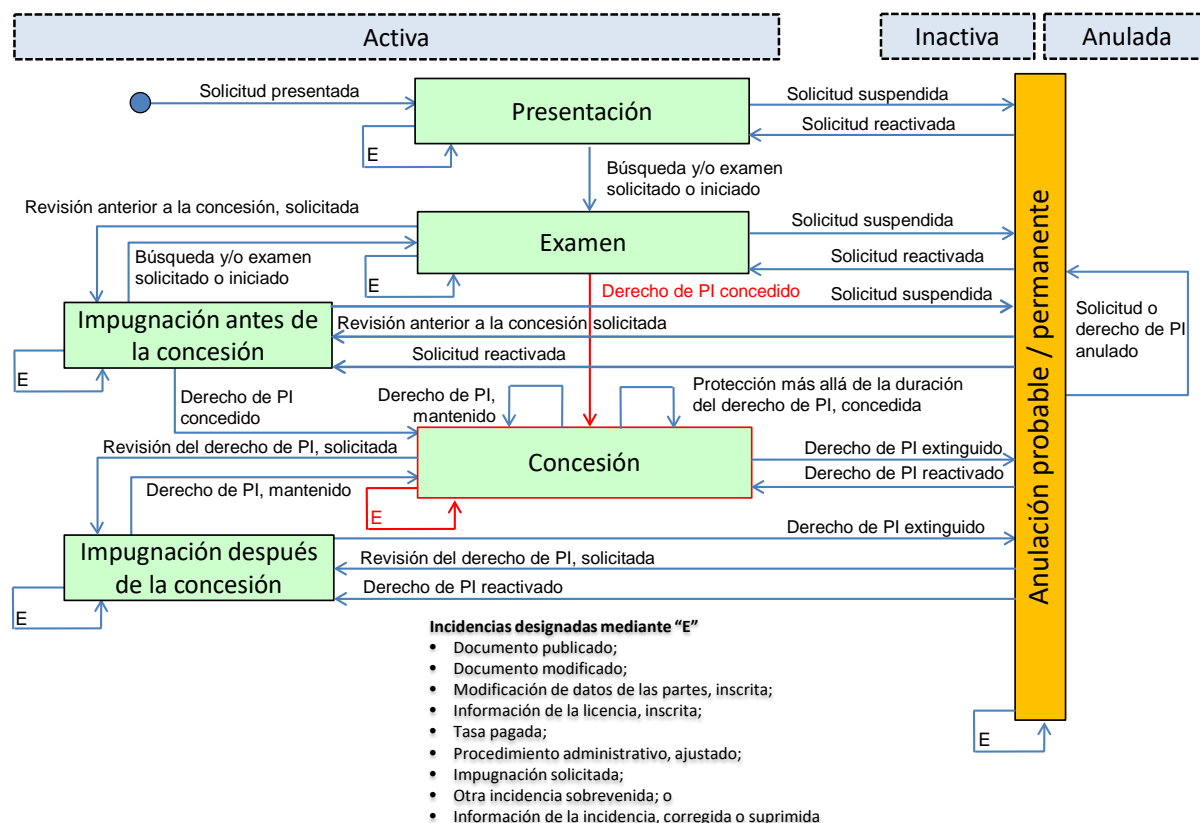 Activa
Inactiva
Anulada
Solicitud presentada
Presentación
Solicitud suspendida
Solicitud reactivada
E
Búsqueda y/o examen
solicitado o iniciado
Revisión anterior a la concesión, solicitada
Examen
Solicitud suspendida
Búsqueda y/o examen
solicitado o iniciado
Solicitud reactivada
E
Derecho de PI concedido
Solicitud suspendida
Impugnación antes de
la concesión
Revisión anterior a la concesión solicitada
Solicitud reactivada
E
Solicitud o
derecho de PI
anulado
Anulación probable / permanente
Derecho de PI
concedido
Derecho de PI,
mantenido
Protección más allá de la duración
del derecho de PI, concedida
Revisión del derecho de PI, solicitada
Concesión
Derecho de PI extinguido
Derecho de PI reactivado
Derecho de PI, mantenido
E
Derecho de PI extinguido
Impugnación después
de la concesión
Revisión del derecho de PI, solicitada
Derecho de PI reactivado
E
Incidencias designadas mediante “E”
• Documento publicado;
• Documento modificado;
• Modificación de datos de las partes, inscrita;
• Información de la licencia, inscrita;
• Tasa pagada;
• Procedimiento administrativo, ajustado;
• Impugnación solicitada;
• Otra incidencia sobrevenida; o
• Información de la incidencia, corregida o suprimida
E